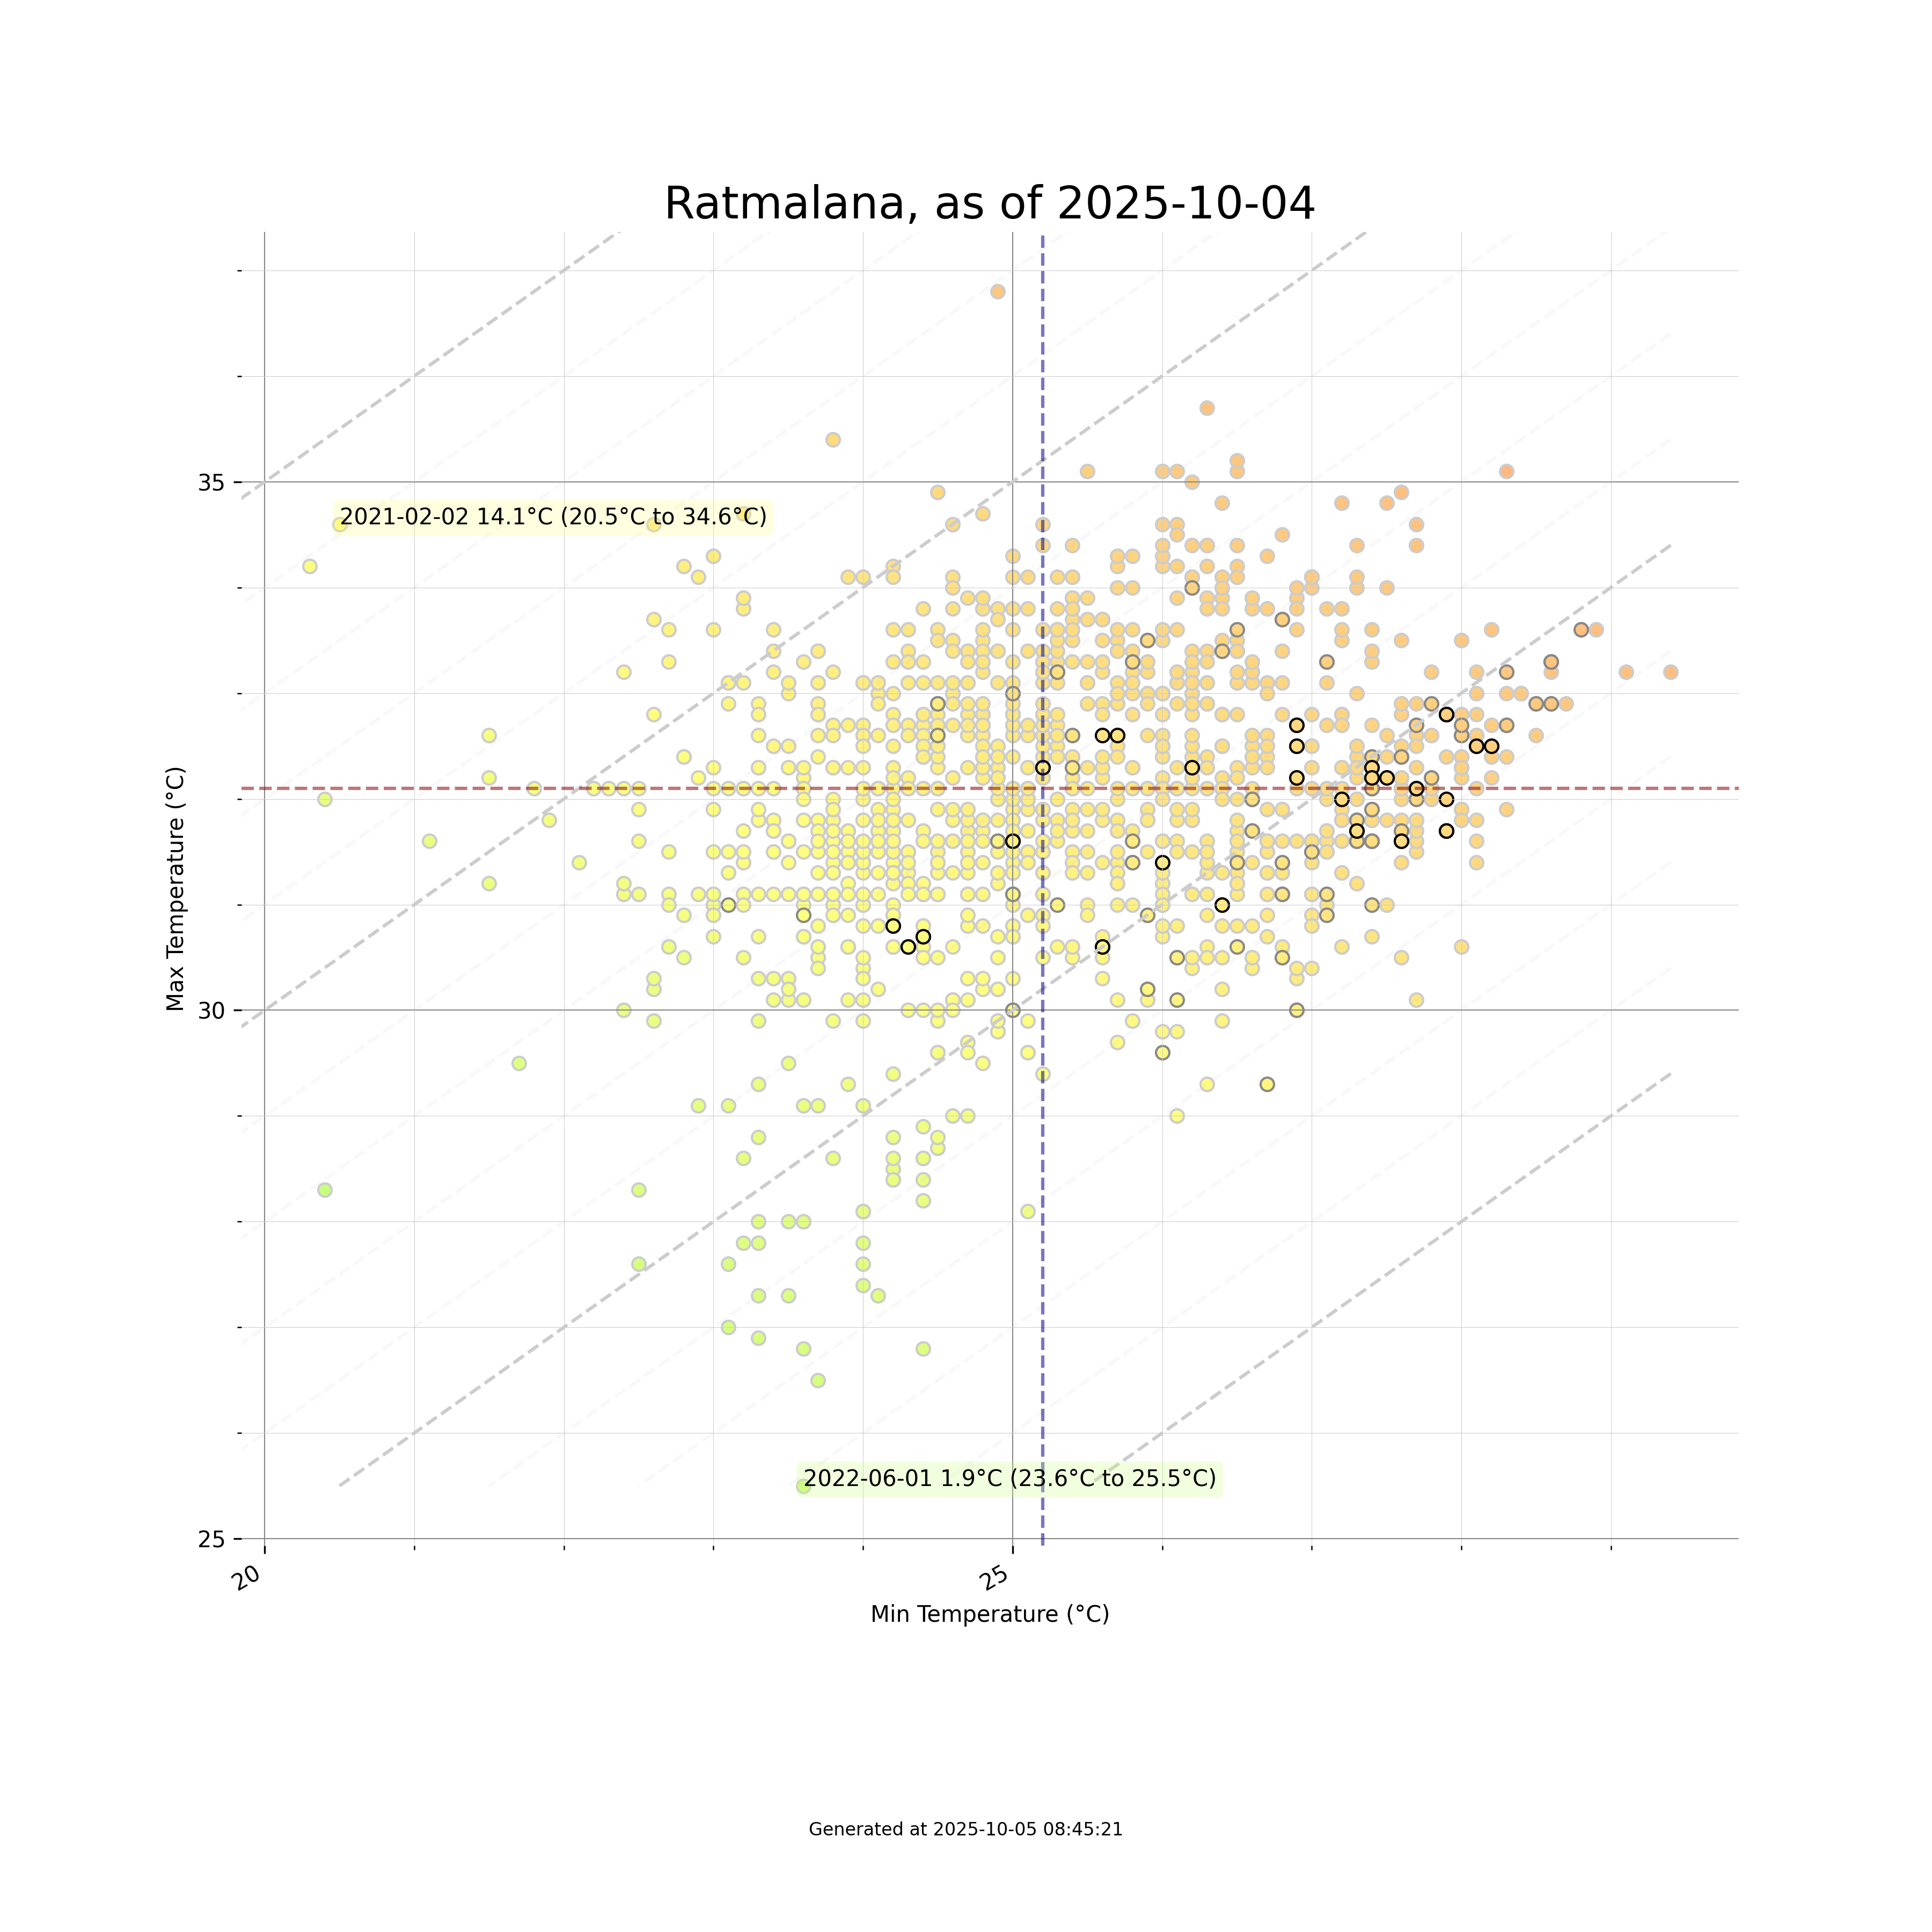 Ratmalana, as of 2025-10-04
Max Temperature (°C)
35
30
25
2021-02-02 14.1°C (20.5°C to 34.6°C)
2022-06-01 1.9°C (23.6°C to 25.5°C)
20
25
Min Temperature (°C)
Generated at 2025-10-05 08:45:21